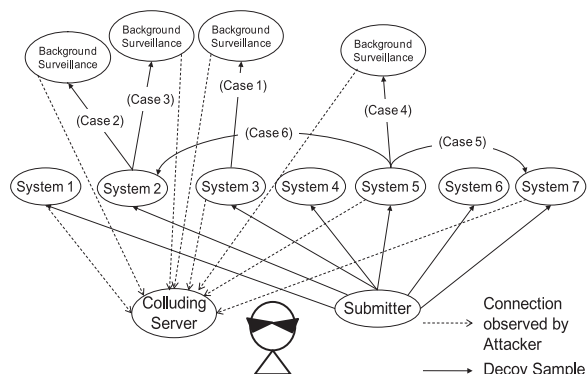 Background
Surveillance
Background
Surveillance
Background
Surveillance
Background
Surveillance
(Case 2)
(Case 3)
(Case 1)
(Case 4)
(Case 6)
(Case 5)
System 1
System 2
System 3
System 4
System 5
System 6
System 7
Colluding
Server
Submitter
Connection
observed by
Attacker
Decoy Sample